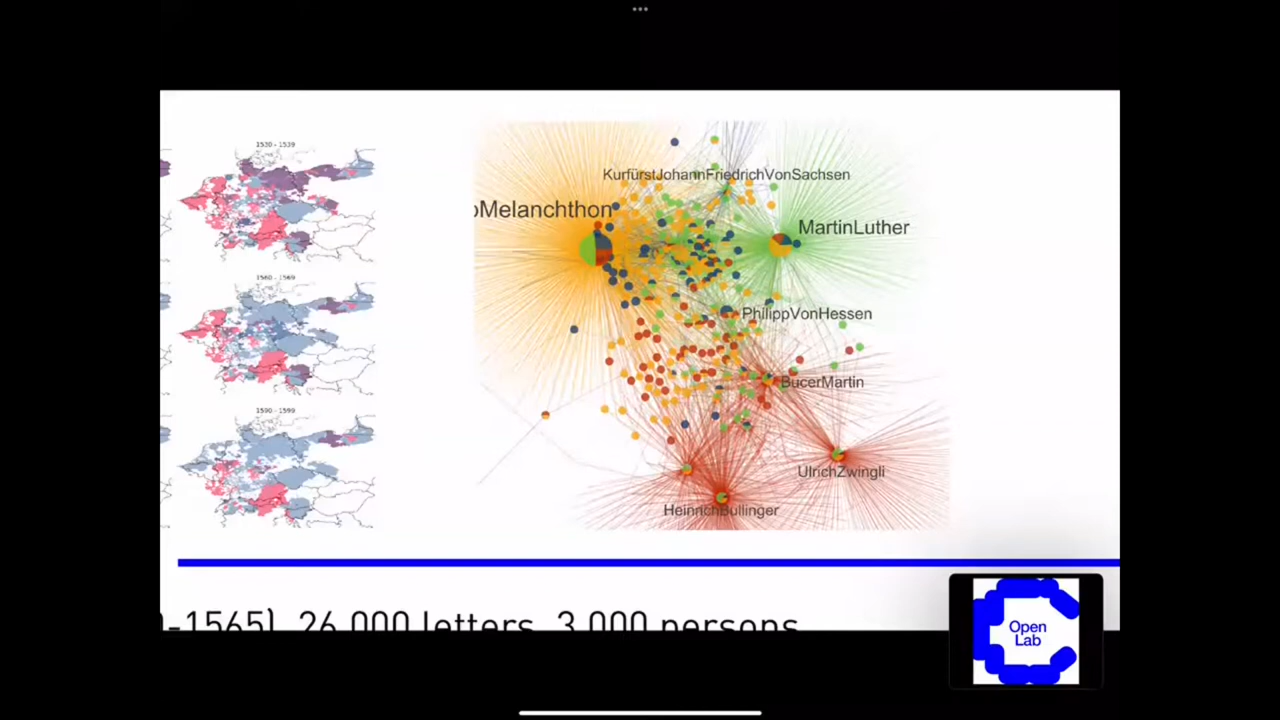 1530 - 1539
1560 - 1569
1590 - 1599
KurfürstJohannFriedrichVonSachsen
oMelanchthon
MartinLuther
PhilippVonHessen
BucerMartin
UlrichZwingli
HeinrichBullinger
-1565), 26.000 letters, 3.000 persons
Open
Lab